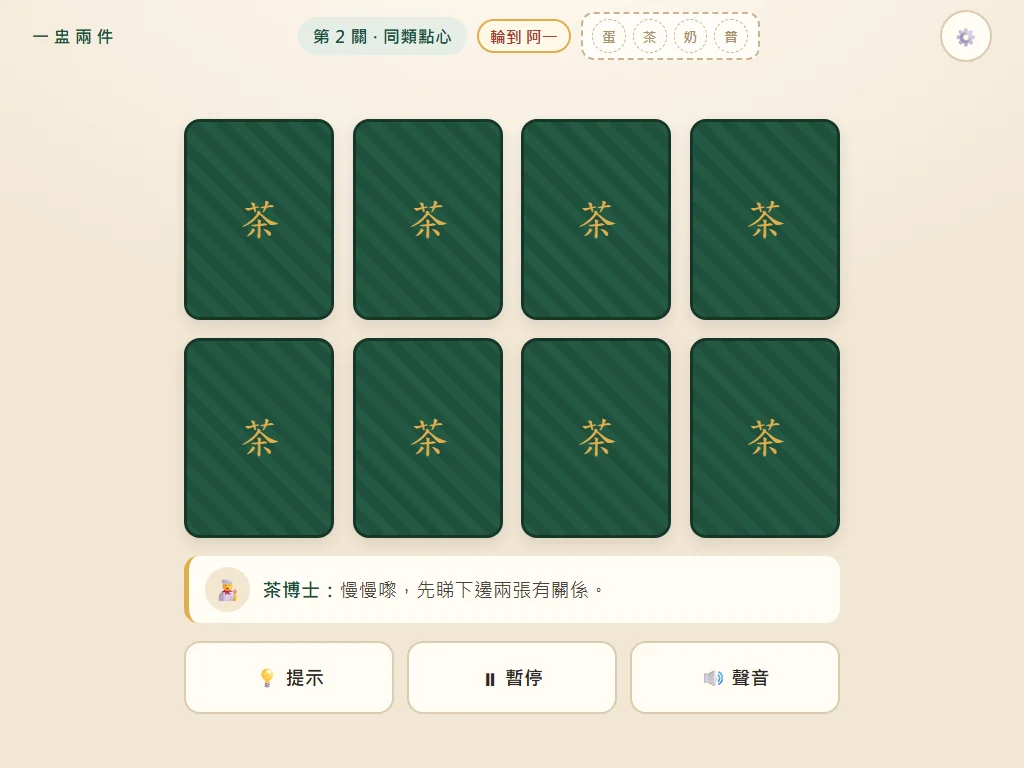 一盅兩件
第 2 關 · 同類點心
輪到 阿一
蛋 茶 奶 普
茶 茶 茶 茶
茶 茶 茶 茶
茶博士：慢慢嚟，先睇下邊兩張有關係。
提示
暫停
聲音